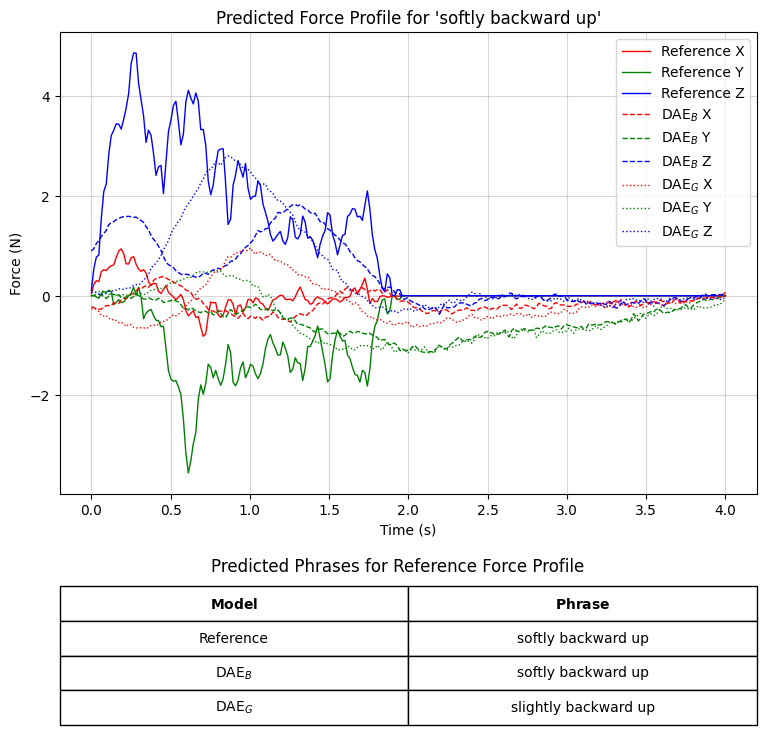 Predicted Force Profile for 'softly backward up'
Reference X
Reference Y
Reference Z
DAE_B X
DAE_B Y
DAE_B Z
DAE_G X
DAE_G Y
DAE_G Z
Force (N)
4
2
0
−2
0.0 0.5 1.0 1.5 2.0 2.5 3.0 3.5 4.0
Time (s)
Predicted Phrases for Reference Force Profile
Model Phrase
Reference softly backward up
DAE_B softly backward up
DAE_G slightly backward up